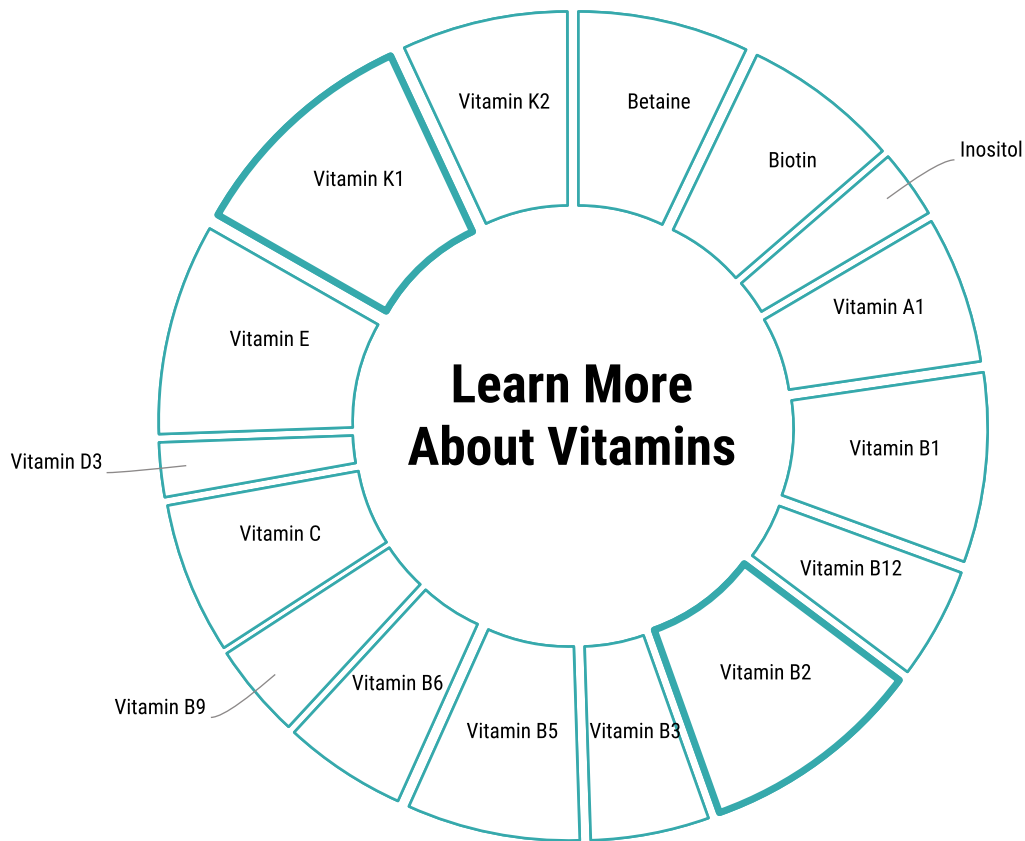 Vitamin K2
Betaine
Biotin
Inositol
Vitamin K1
Vitamin A1
Vitamin E
Learn More
About Vitamins
Vitamin B1
Vitamin D3
Vitamin C
Vitamin B12
Vitamin B2
Vitamin B6
Vitamin B9
Vitamin B5
Vitamin B3